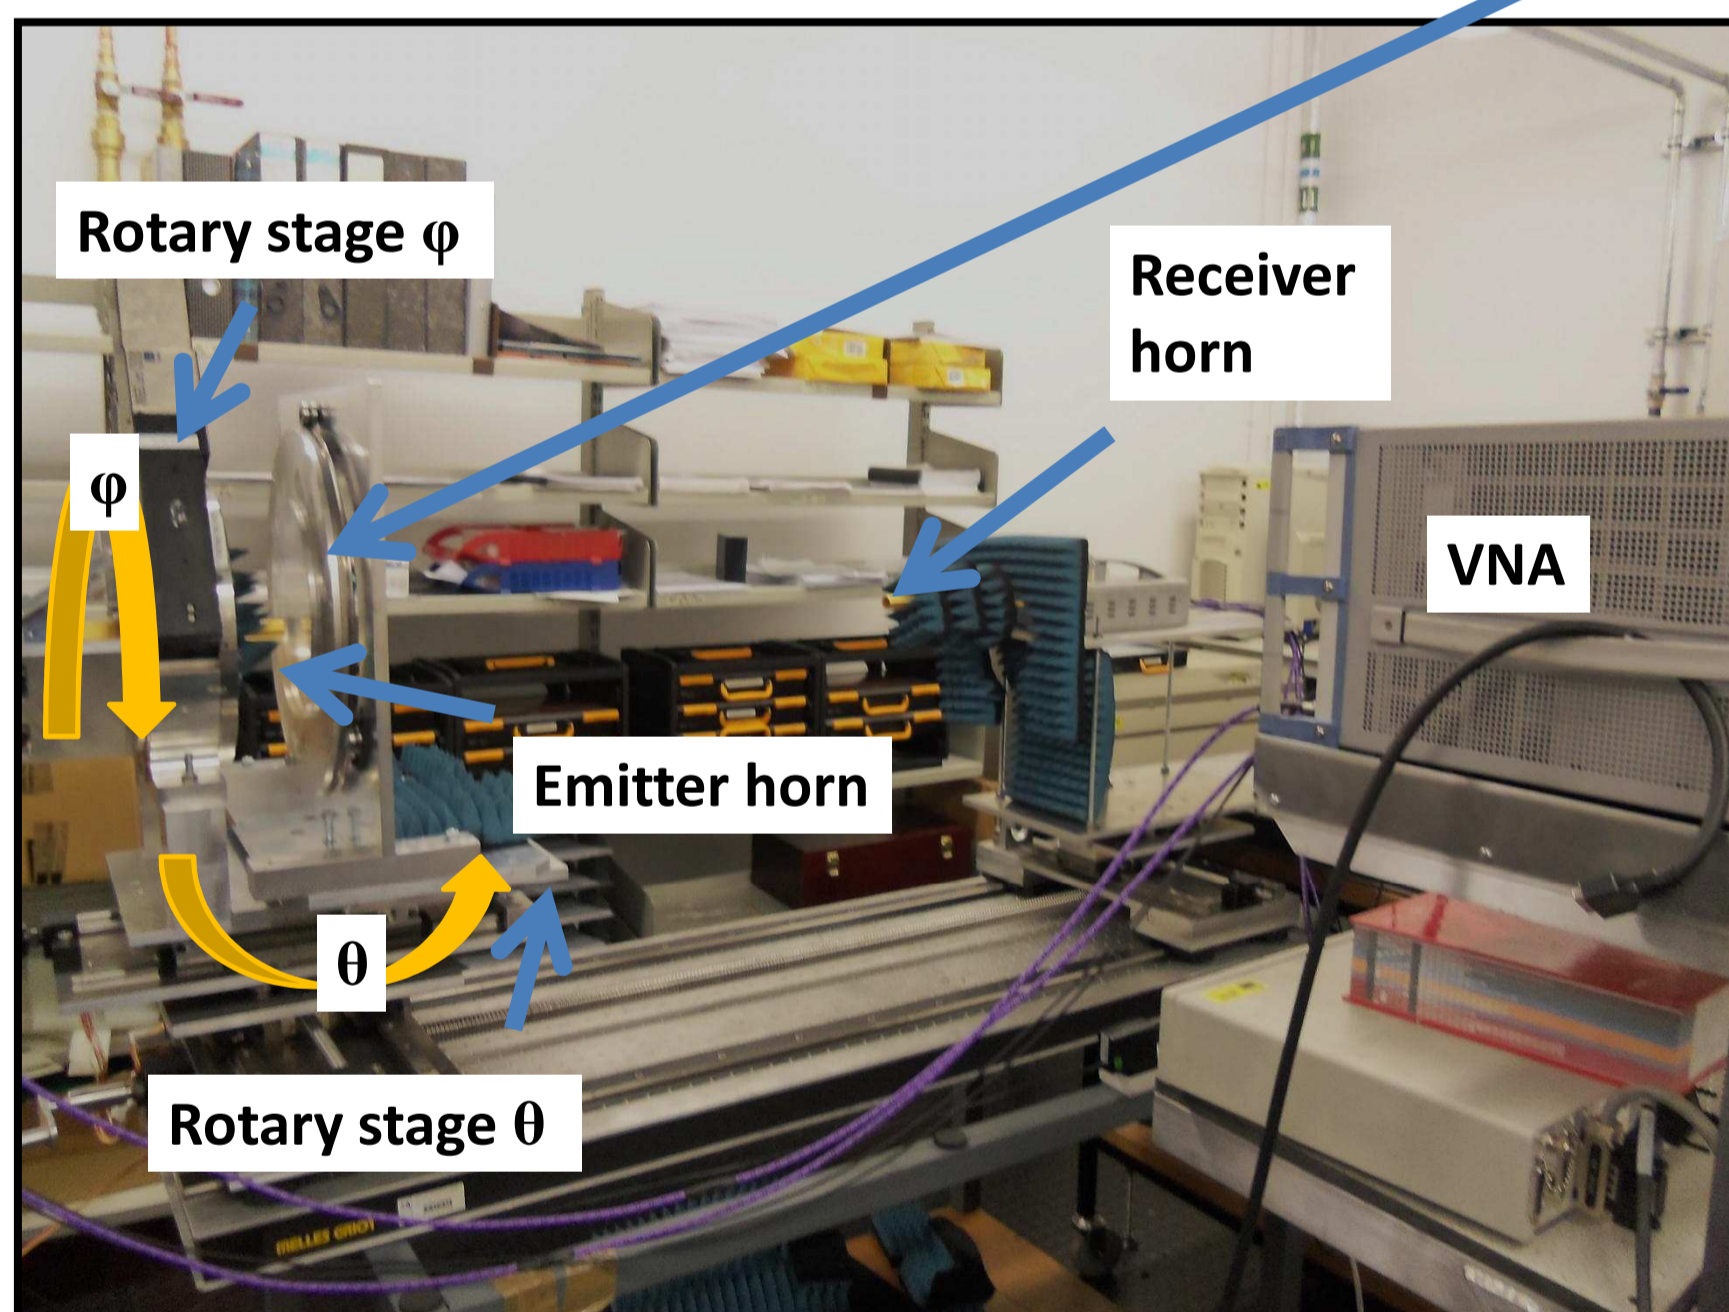 Rotary stage φ
Receiver
horn
φ
VNA
Emitter horn
θ
Rotary stage θ
MELLES GRIOT